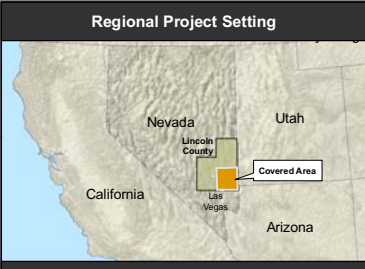 Regional Project Setting
Nevada
Utah
Lincoln
County
Covered Area
Las
Vegas
California
Arizona